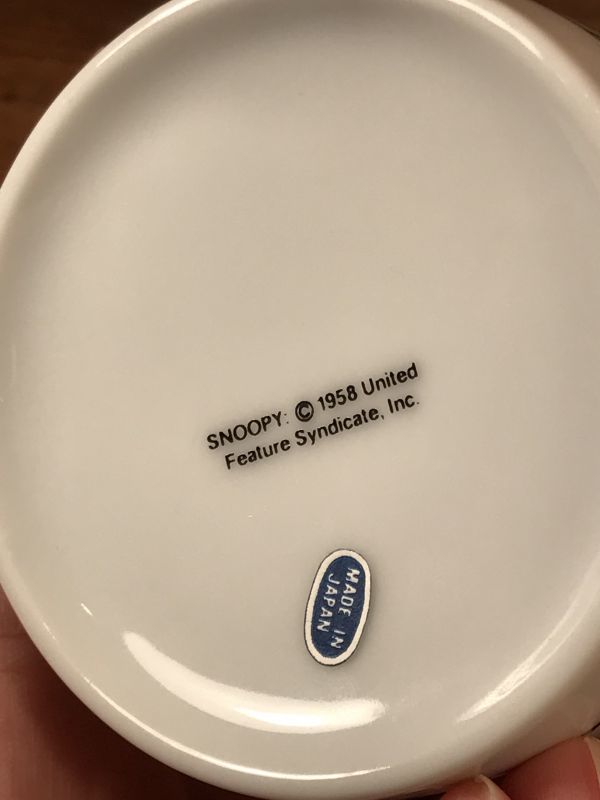 SNOOPY: © 1958 United
Feature Syndicate, Inc.
MADE IN
JAPAN